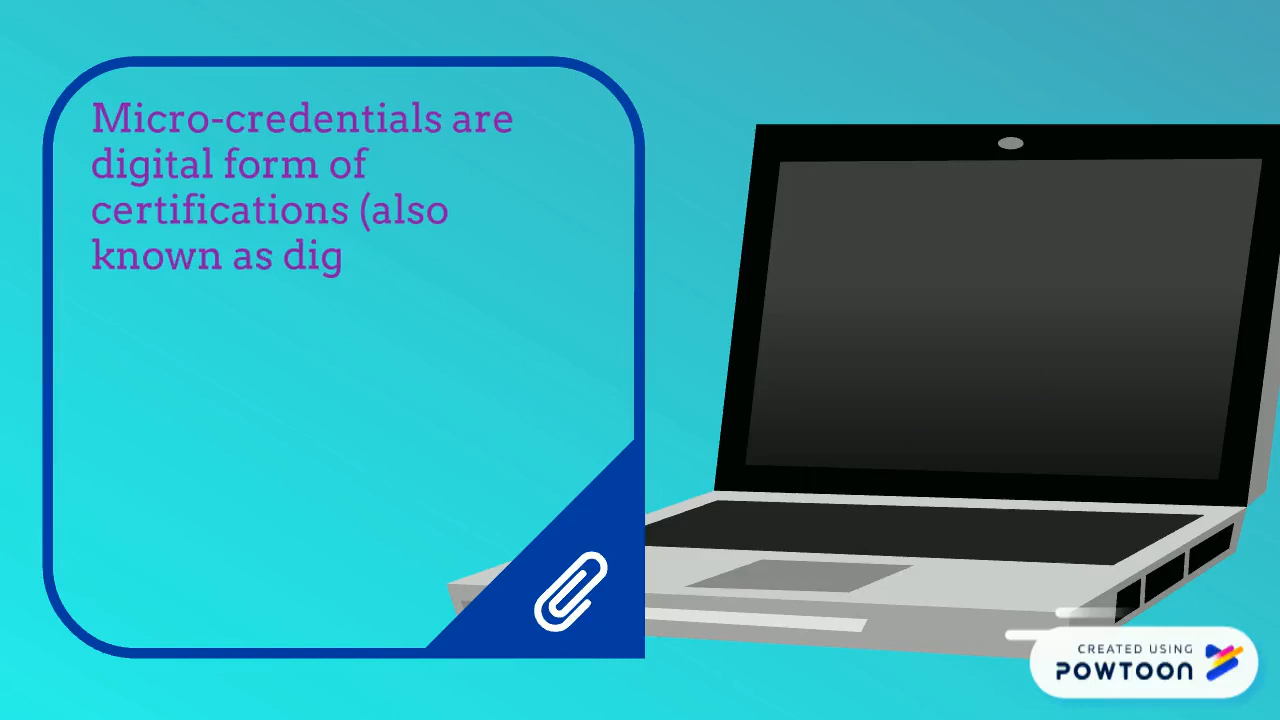 Micro-credentials are
digital form of
certifications (also
known as dig
CREATED USING
POWTOON